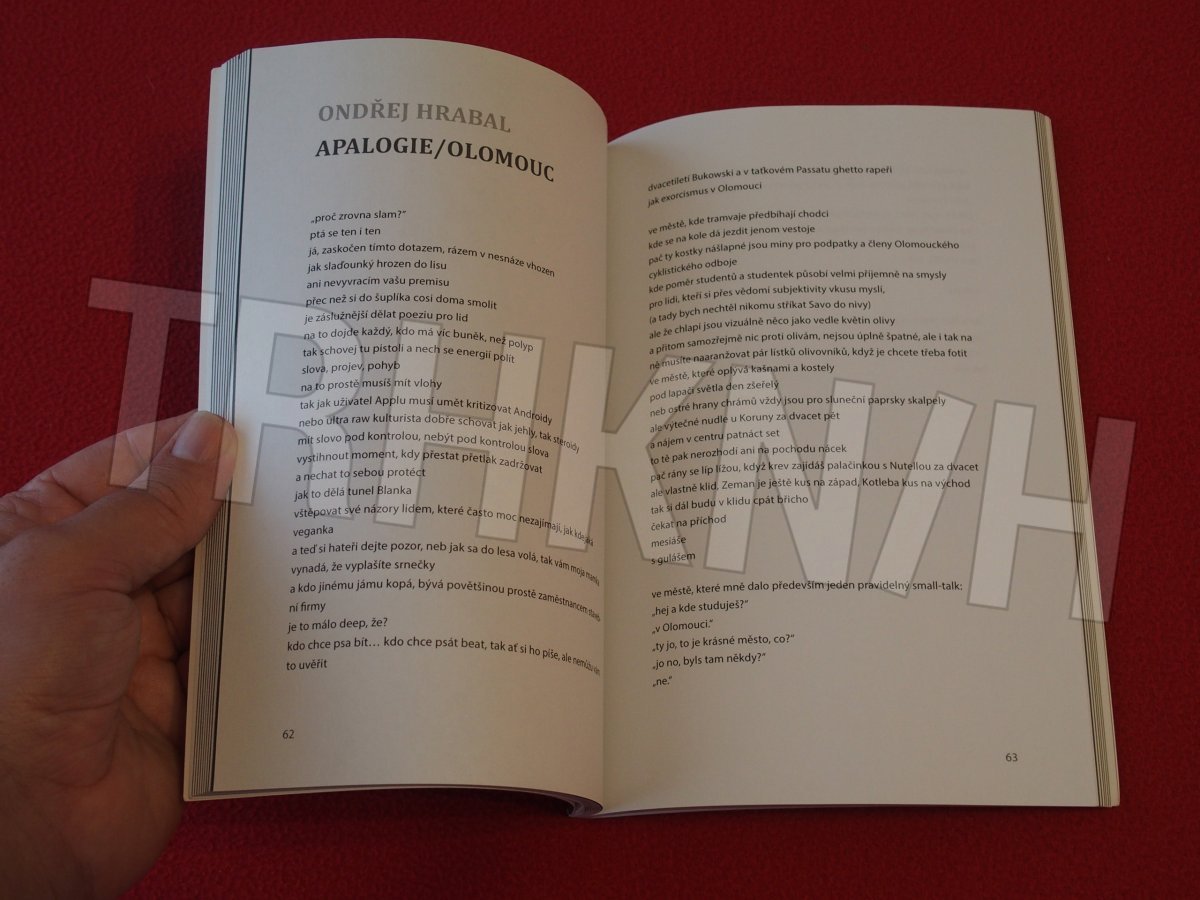 ONDŘEJ HRABAL
APALOGIE/OLOMOUC
„proč zrovna slam?"
ptá se ten i ten
já, zaskočen tímto dotazem, rázem v nesnáze vhozen
jak slaďounký hrozen do lisu
ani nevyvracím vašu premisu
přec než si do šuplíka cosi doma smolit
je záslužnější dělat poeziu pro lid
na to dojde každý, kdo má víc buněk, než polyp
tak schovej tu pistoli a nech se energii polít
slova, projev, pohyb
na to prostě musíš mít vlohy
tak jak uživatel Applu musí umět kritizovat Androidy
nebo ultra raw kulturista dobře schovat jak jehly, tak steroidy
mít slovo pod kontrolou, nebýt pod kontrolou slova
vystihnout moment, kdy přestat přetlak zadržovat
a nechat to sebou protéct
jak to dělá tunel Blanka
vštěpovat své názory lidem, které často moc nezajímají, jak kdejaká
veganka
a teď si hateři dejte pozor, neb jak sa do lesa volá, tak vám moja mamka
vynadá, že vyplašíte srnečky
a kdo jinému jámu kopá, bývá povětšinou prostě zaměstnancem staveb-
ní firmy
je to málo deep, že?
kdo chce psa bít… kdo chce psát beat, tak ať si ho píše, ale nemůžu vám
to uvěřit
62
dvacetiletí Bukowski a v taťkovém Passatu ghetto rapeři
jak exorcismus v Olomouci
ve městě, kde tramvaje předbíhají chodci
kde se na kole dá jezdit jenom vestoje
pač ty kostky nášlapné jsou miny pro podpatky a členy Olomouckého
cyklistického odboje
kde poměr studentů a studentek působí velmi příjemně na smysly
pro lidi, kteří si přes vědomí subjektivity vkusu myslí,
(a tady bych nechtěl nikomu stříkat Savo do nivy)
ale že chlapi jsou vizuálně něco jako vedle květin olivy
a přitom samozřejmě nic proti olivám, nejsou úplně špatné, ale i tak na
ně musíte naaranžovat pár lístků olivovníků, když je chcete třeba fotit
ve městě, které oplývá kašnami a kostely
pod lapači světla den zšeřelý
neb ostré hrany chrámů vždy jsou pro sluneční paprsky skalpely
ale výtečné nudle u Koruny za dvacet pět
a nájem v centru patnáct set
to tě pak nerozhodí ani na pochodu nácek
pač rány se líp lížou, když krev zajídáš palačinkou s Nutellou za dvacet
ale vlastně klid, Zeman je ještě kus na západ, Kotleba kus na východ
tak si dál budu v klidu cpát břicho
čekat na příchod
mesiáše
s gulášem
ve městě, které mně dalo především jeden pravidelný small-talk:
„hej a kde studuješ?"
„v Olomouci."
„ty jo, to je krásné město, co?"
„jo no, byls tam někdy?"
„ne."
63
TRHKNIH